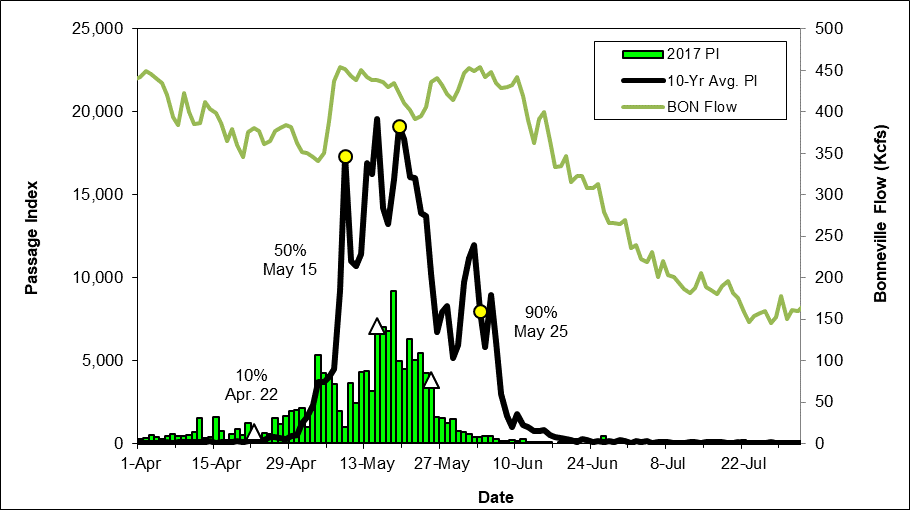 25,000
20,000
15,000
10,000
5,000
0
Passage Index
500
450
400
350
300
250
200
150
100
50
0
Bonneville Flow (Kcfs)
2017 PI
10-Yr Avg. PI
BON Flow
50%
May 15
10%
Apr. 22
90%
May 25
1-Apr
15-Apr
29-Apr
13-May
27-May
10-Jun
24-Jun
8-Jul
22-Jul
Date